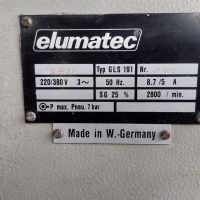 elumatec
Typ GLS 191 Nr.
220/380 V 3~ 50 Hz. 8,7/5 A
SG 25 % 2800 / min.
P max. Pneu. 7 bar
Made in W.-Germany